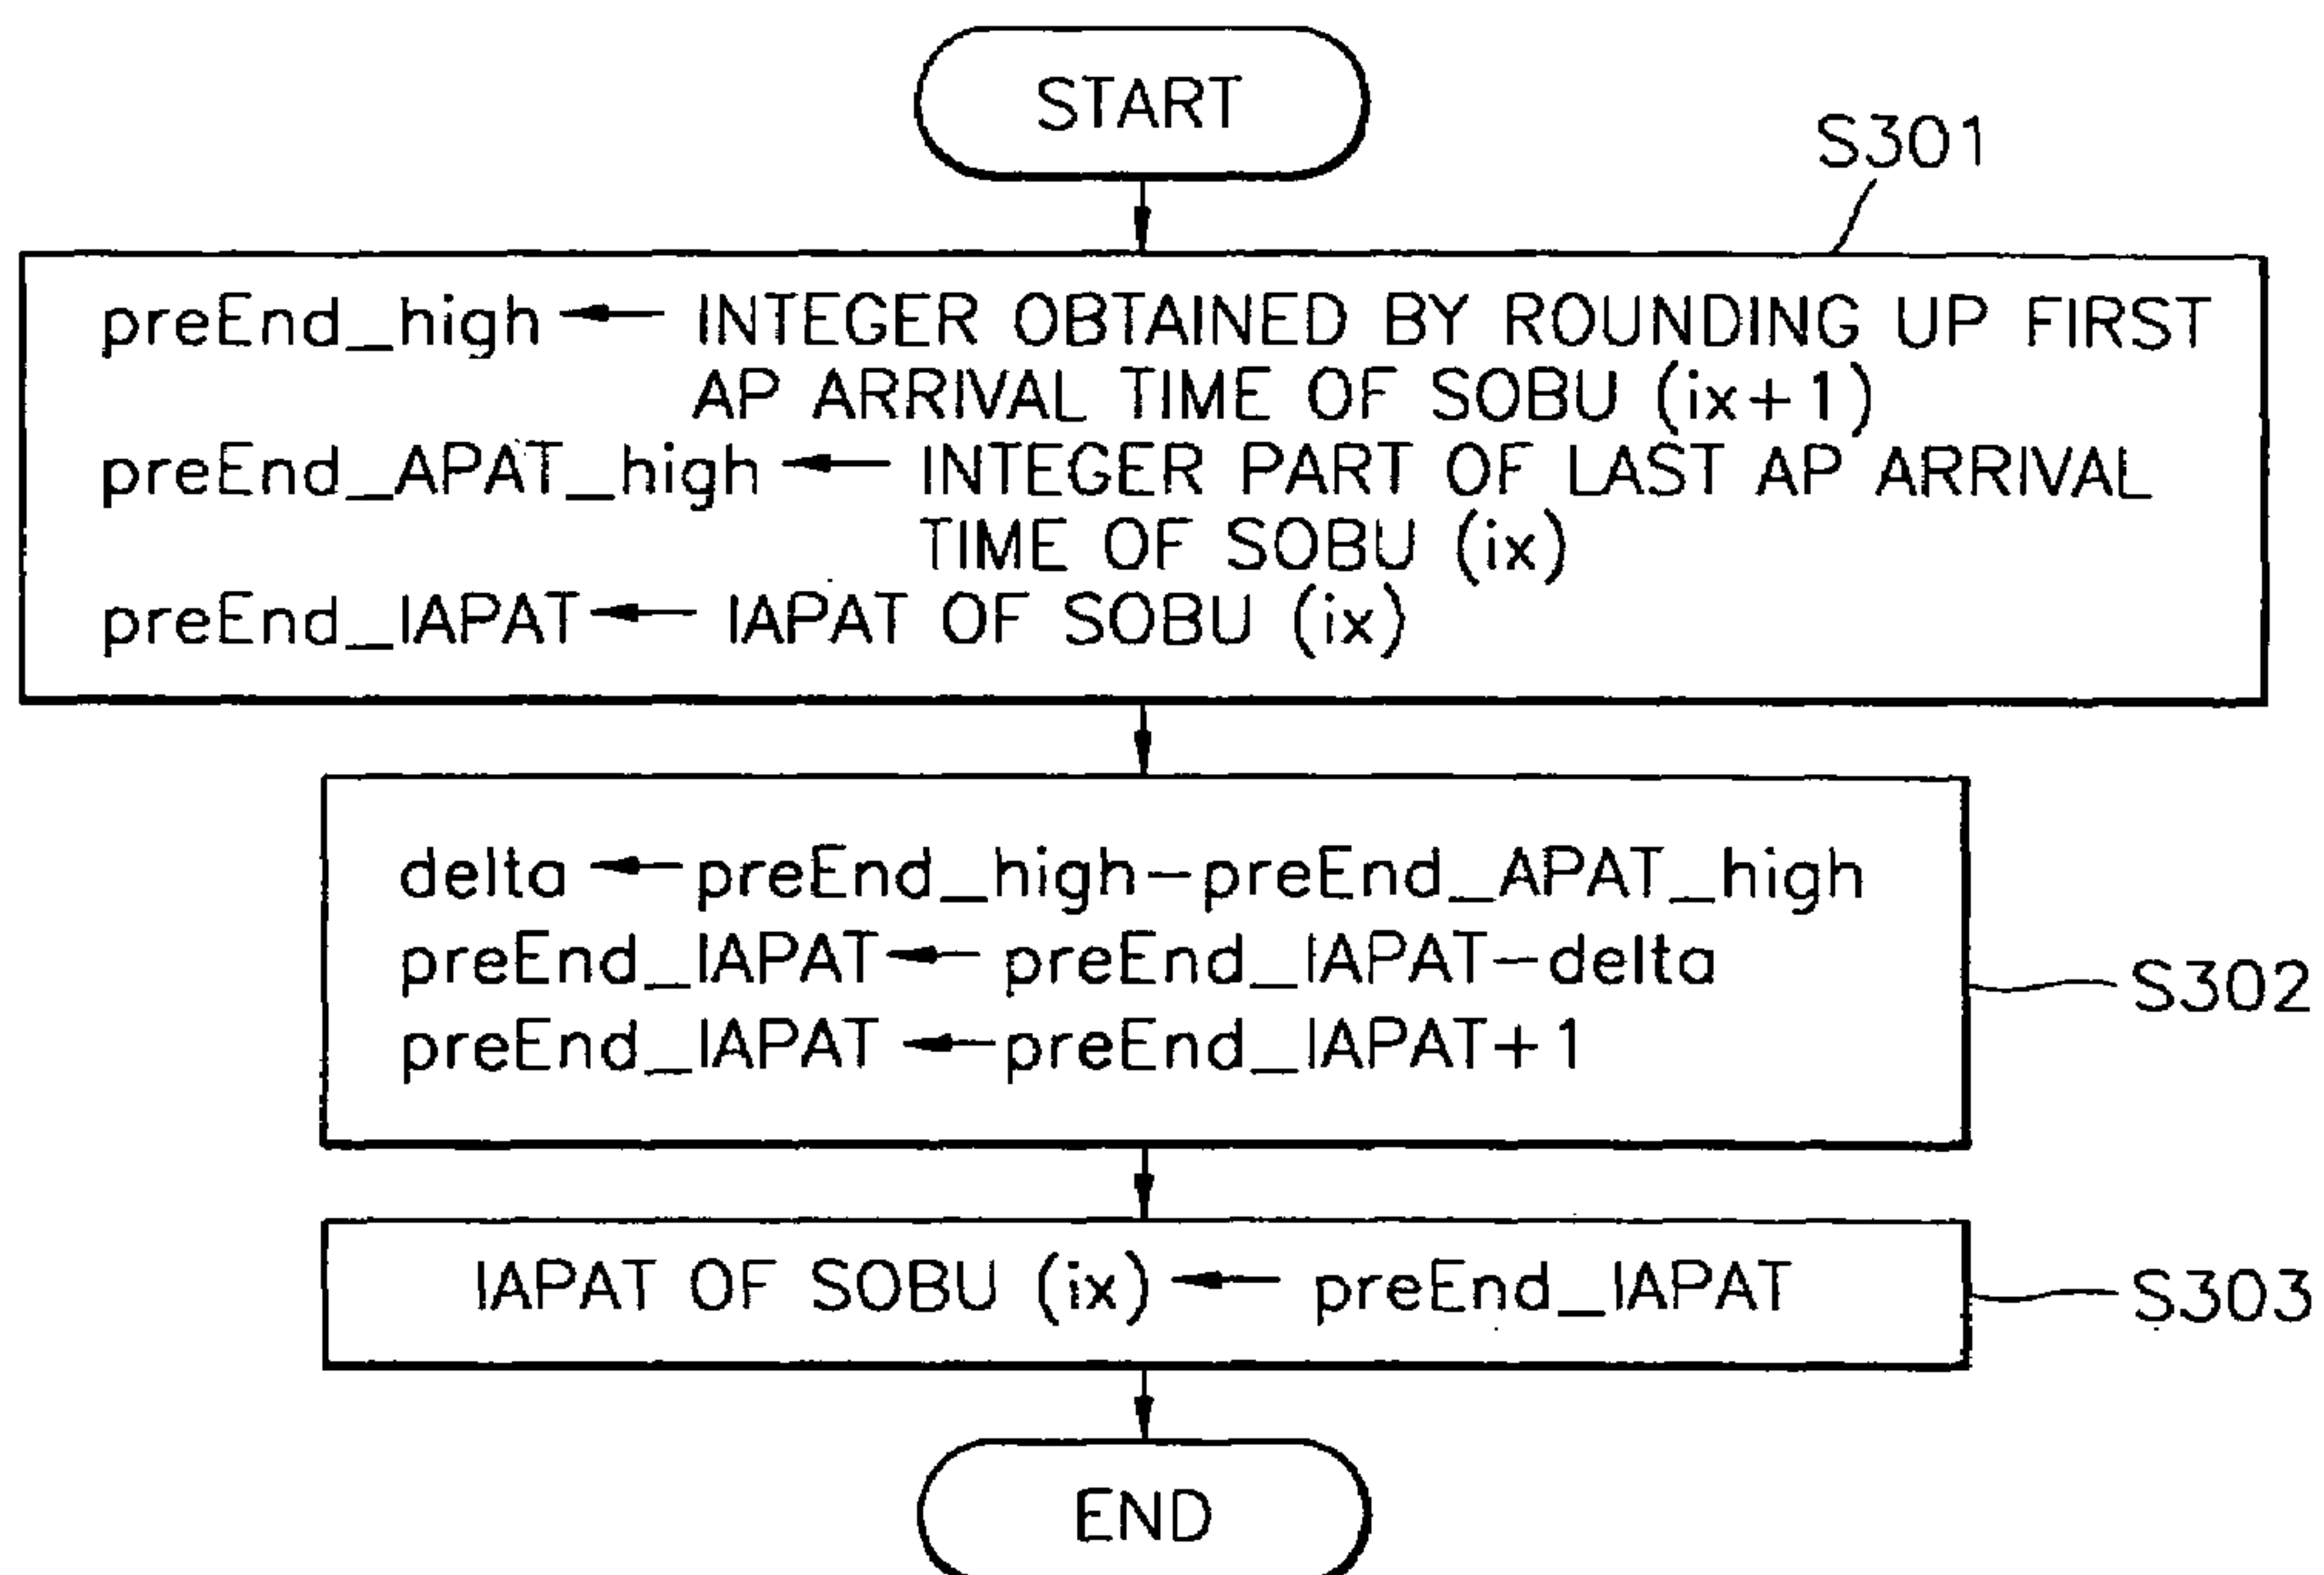 START
S301
preEnd_high ← INTEGER OBTAINED BY ROUNDING UP FIRST
AP ARRIVAL TIME OF SOBU (ix+1)
preEnd_APAT_high ← INTEGER PART OF LAST AP ARRIVAL
TIME OF SOBU (ix)
preEnd_IAPAT ← IAPAT OF SOBU (ix)
delta ← preEnd_high-preEnd_APAT_high
preEnd_IAPAT ← preEnd_IAPAT-delta
preEnd_IAPAT ← preEnd_IAPAT+1
S302
IAPAT OF SOBU (ix) ← preEnd_IAPAT
S303
END